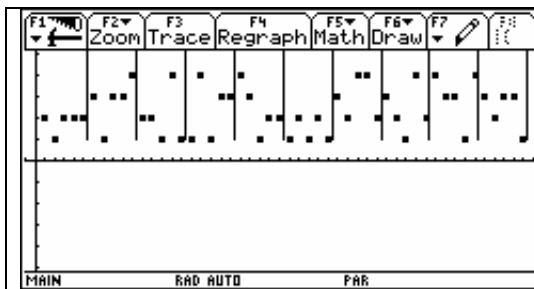 F1 F2 F3 F4 F5 F6 F7
Zoom Trace Regraph Math Draw
MAIN RAD AUTO PAR